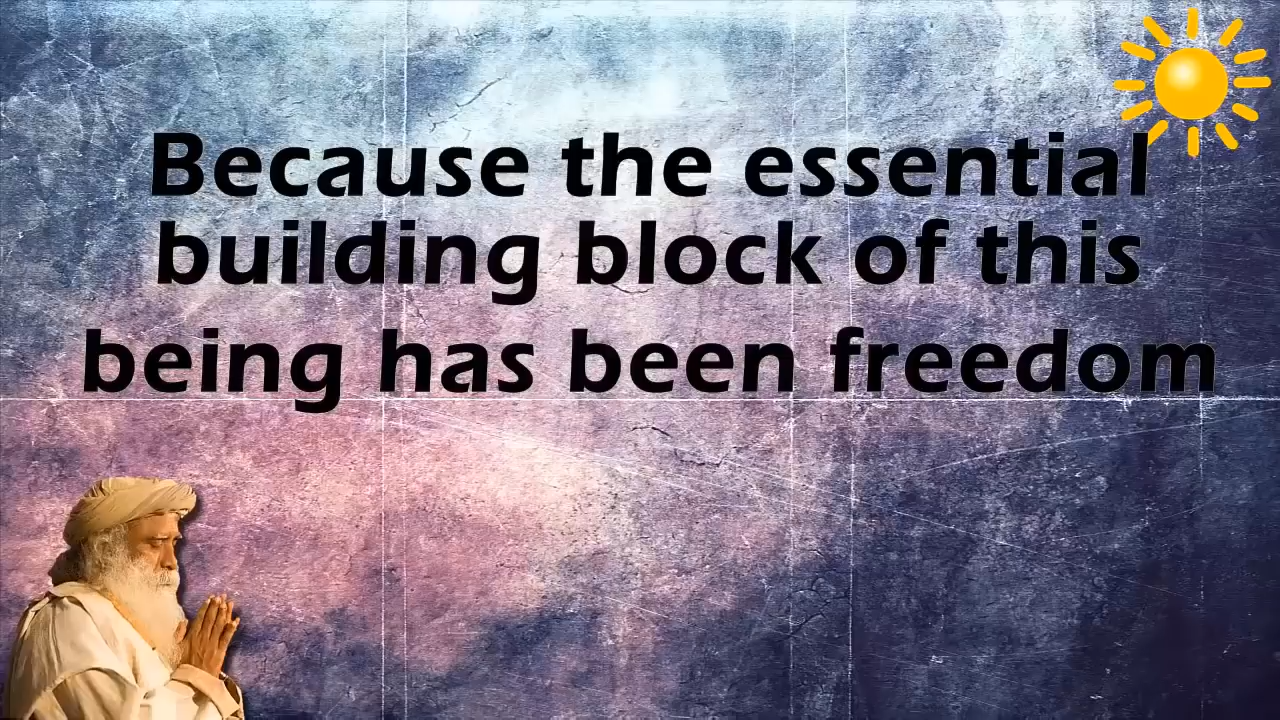 Because the essential
building block of this
being has been freedom